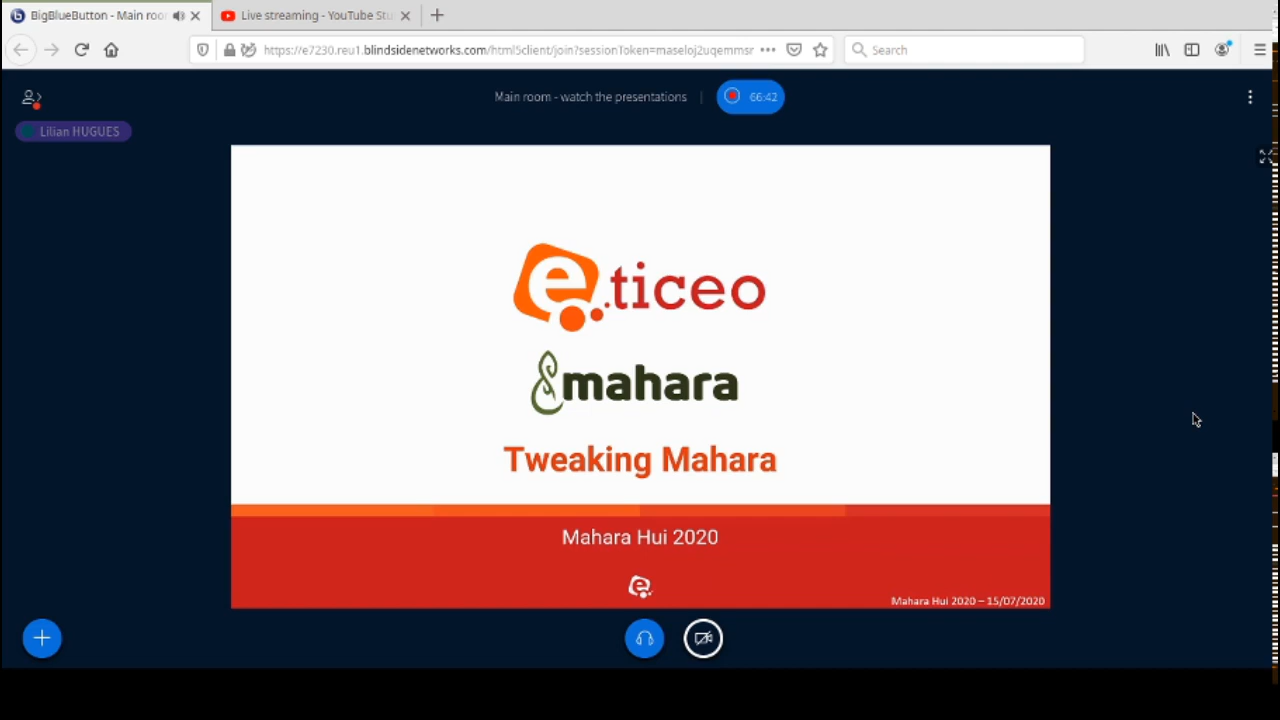 BigBlueButton - Main roo
Live streaming - YouTube Stu
https://e7230.reu1.blindsidenetworks.com/html5client/join?sessionToken=maseloj2uqemmsr
Search
Main room - watch the presentations
66:42
Lilian HUGUES
e.ticeo
mahara
Tweaking Mahara
Mahara Hui 2020
e
Mahara Hui 2020 – 15/07/2020